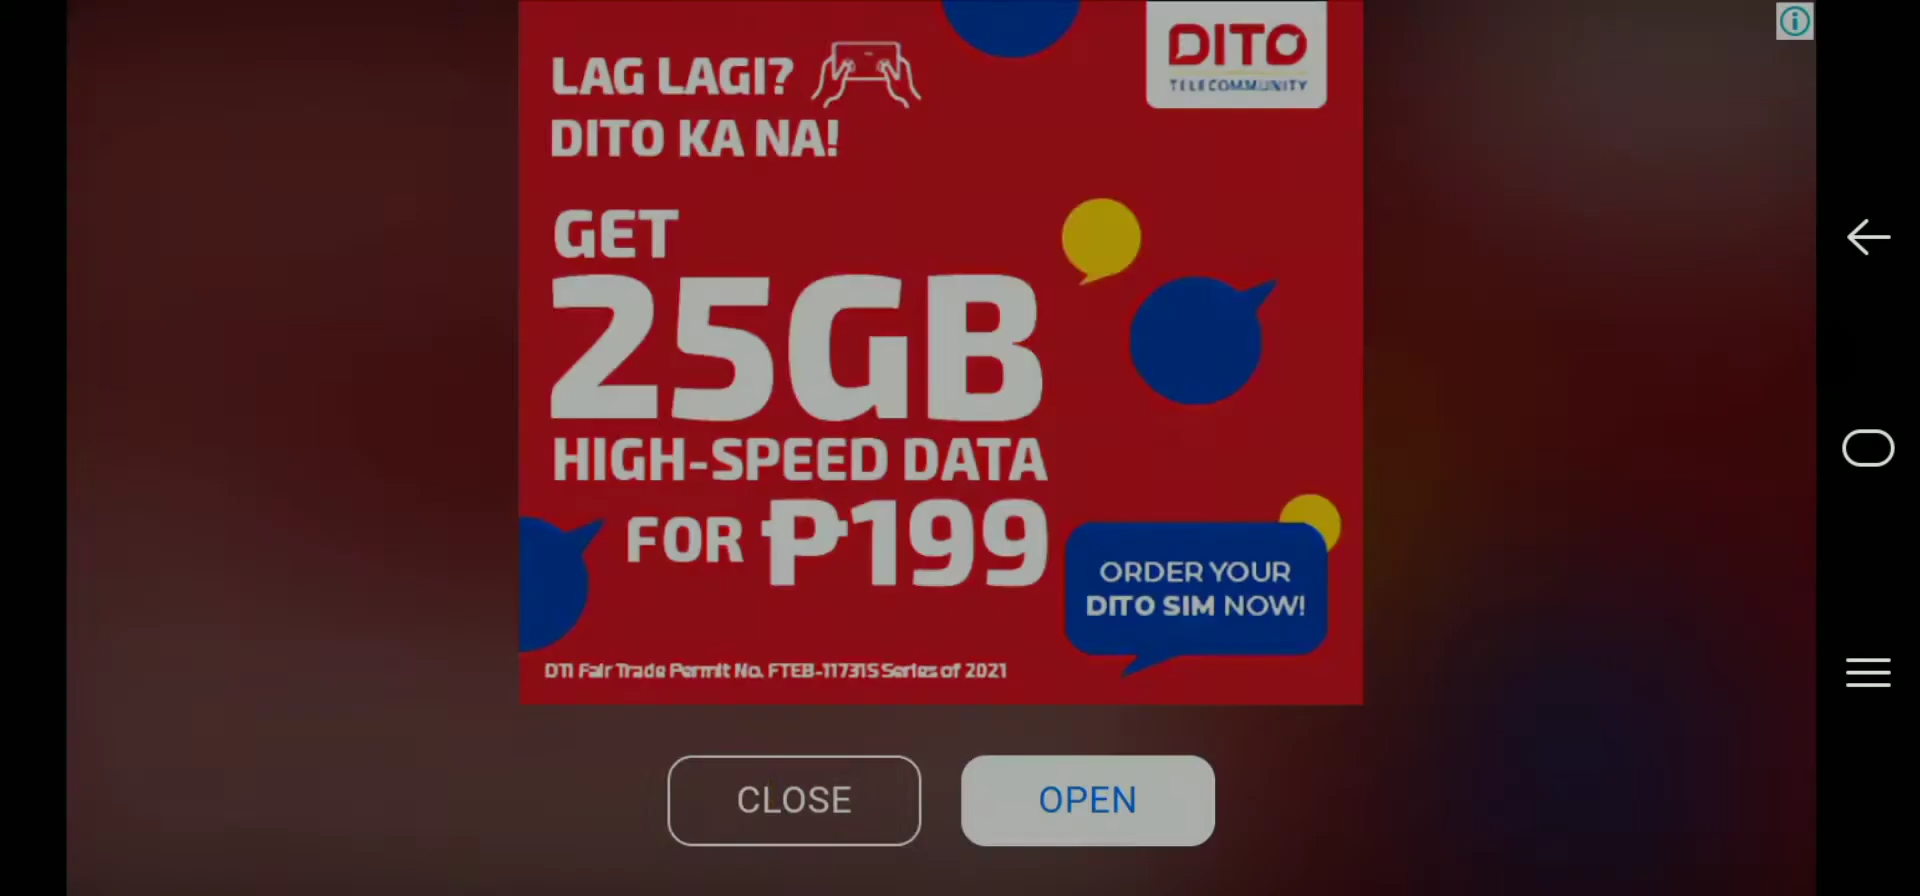 LAG LAGI?
DITO KA NA!
DITO
TELECOMMUNITY
GET
25GB
HIGH-SPEED DATA
FOR ₱199
ORDER YOUR
DITO SIM NOW!
DTI Fair Trade Permit No. FTEB-117315 Series of 2021
CLOSE
OPEN